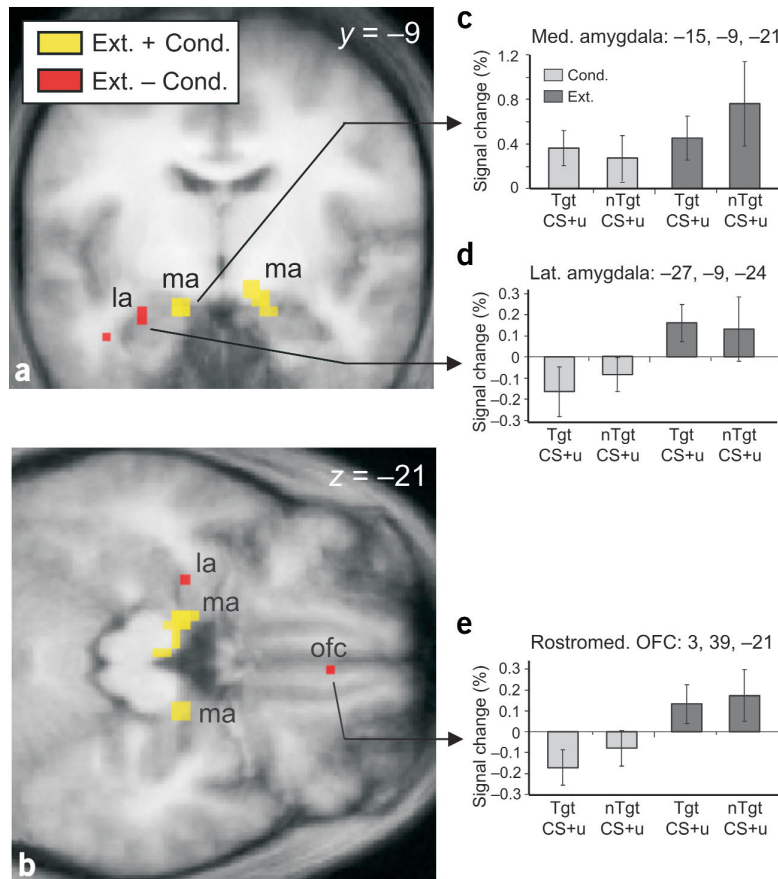 Ext. + Cond.
Ext. – Cond.
y = –9
la
ma
ma
a
z = –21
la
ma
ofc
ma
b
c
Med. amygdala: –15, –9, –21
Signal change (%)
1.2
0.8
0.4
0
Cond.
Ext.
Tgt nTgt Tgt nTgt
CS+u CS+u CS+u CS+u
d
Lat. amygdala: –27, –9, –24
Signal change (%)
0.3
0.2
0.1
0
–0.1
–0.2
–0.3
Tgt nTgt Tgt nTgt
CS+u CS+u CS+u CS+u
e
Rostromed. OFC: 3, 39, –21
Signal change (%)
0.3
0.2
0.1
0
–0.1
–0.2
–0.3
Tgt nTgt Tgt nTgt
CS+u CS+u CS+u CS+u